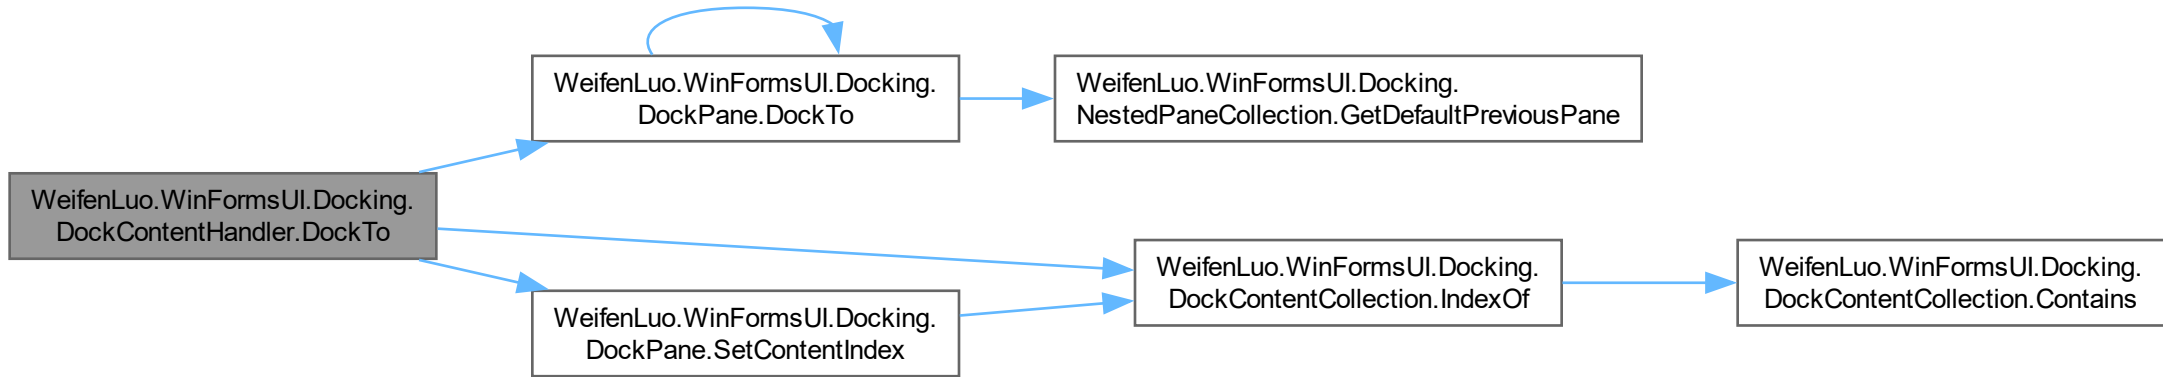 WeifenLuo.WinFormsUI.Docking.
DockPane.DockTo
WeifenLuo.WinFormsUI.Docking.
NestedPaneCollection.GetDefaultPreviousPane
WeifenLuo.WinFormsUI.Docking.
DockContentHandler.DockTo
WeifenLuo.WinFormsUI.Docking.
DockContentCollection.IndexOf
WeifenLuo.WinFormsUI.Docking.
DockContentCollection.Contains
WeifenLuo.WinFormsUI.Docking.
DockPane.SetContentIndex